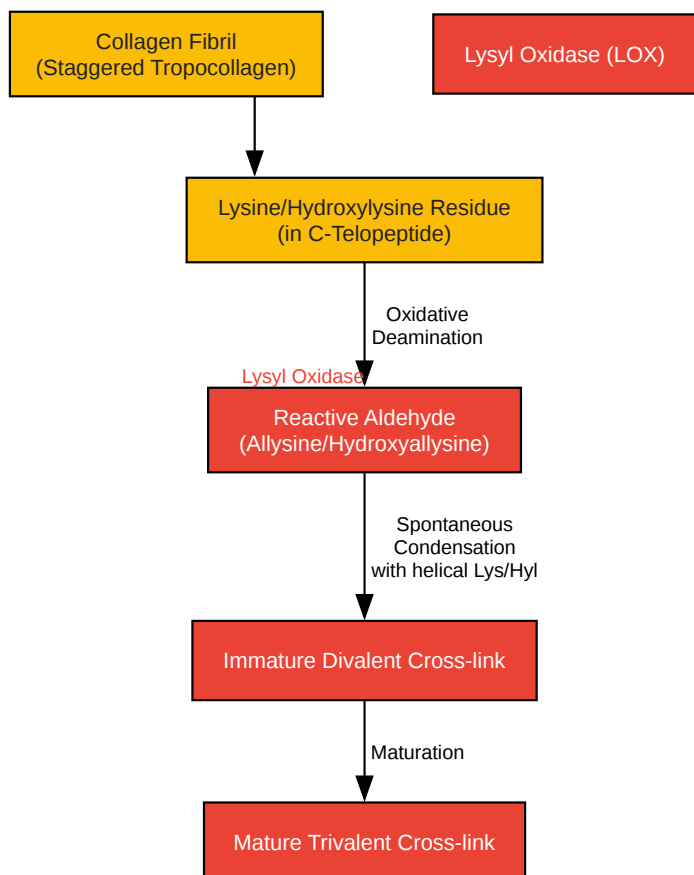 Collagen Fibril
(Staggered Tropocollagen)
Lysyl Oxidase (LOX)
Lysine/Hydroxylysine Residue
(in C-Telopeptide)
Oxidative
Deamination
Lysyl Oxidase
Reactive Aldehyde
(Allysine/Hydroxyallysine)
Spontaneous
Condensation
with helical Lys/Hyl
Immature Divalent Cross-link
Maturation
Mature Trivalent Cross-link